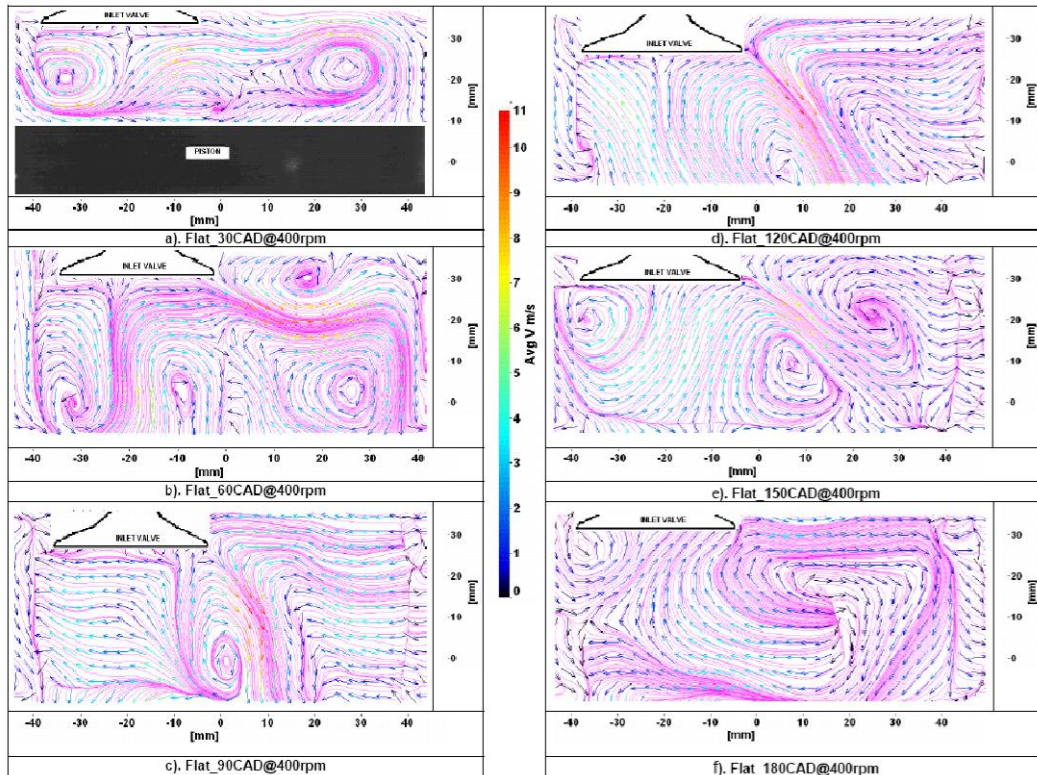 INLET VALVE
30
20
10
0
[mm]
PISTON
-40 -30 -20 -10 0 10 20 30 40
[mm]
a). Flat_30CAD@400rpm
INLET VALVE
30
20
10
0
[mm]
-40 -30 -20 -10 0 10 20 30 40
[mm]
b). Flat_60CAD@400rpm
INLET VALVE
30
20
10
0
[mm]
-40 -30 -20 -10 0 10 20 30 40
[mm]
c). Flat_90CAD@400rpm
11
10
9
8
7
6
5
4
3
2
1
0
Avg V m/s
INLET VALVE
30
20
10
0
[mm]
-40 -30 -20 -10 0 10 20 30 40
[mm]
d). Flat_120CAD@400rpm
INLET VALVE
30
20
10
0
[mm]
-40 -30 -20 -10 0 10 20 30 40
[mm]
e). Flat_150CAD@400rpm
INLET VALVE
30
20
10
0
[mm]
-40 -30 -20 -10 0 10 20 30 40
[mm]
f). Flat_180CAD@400rpm